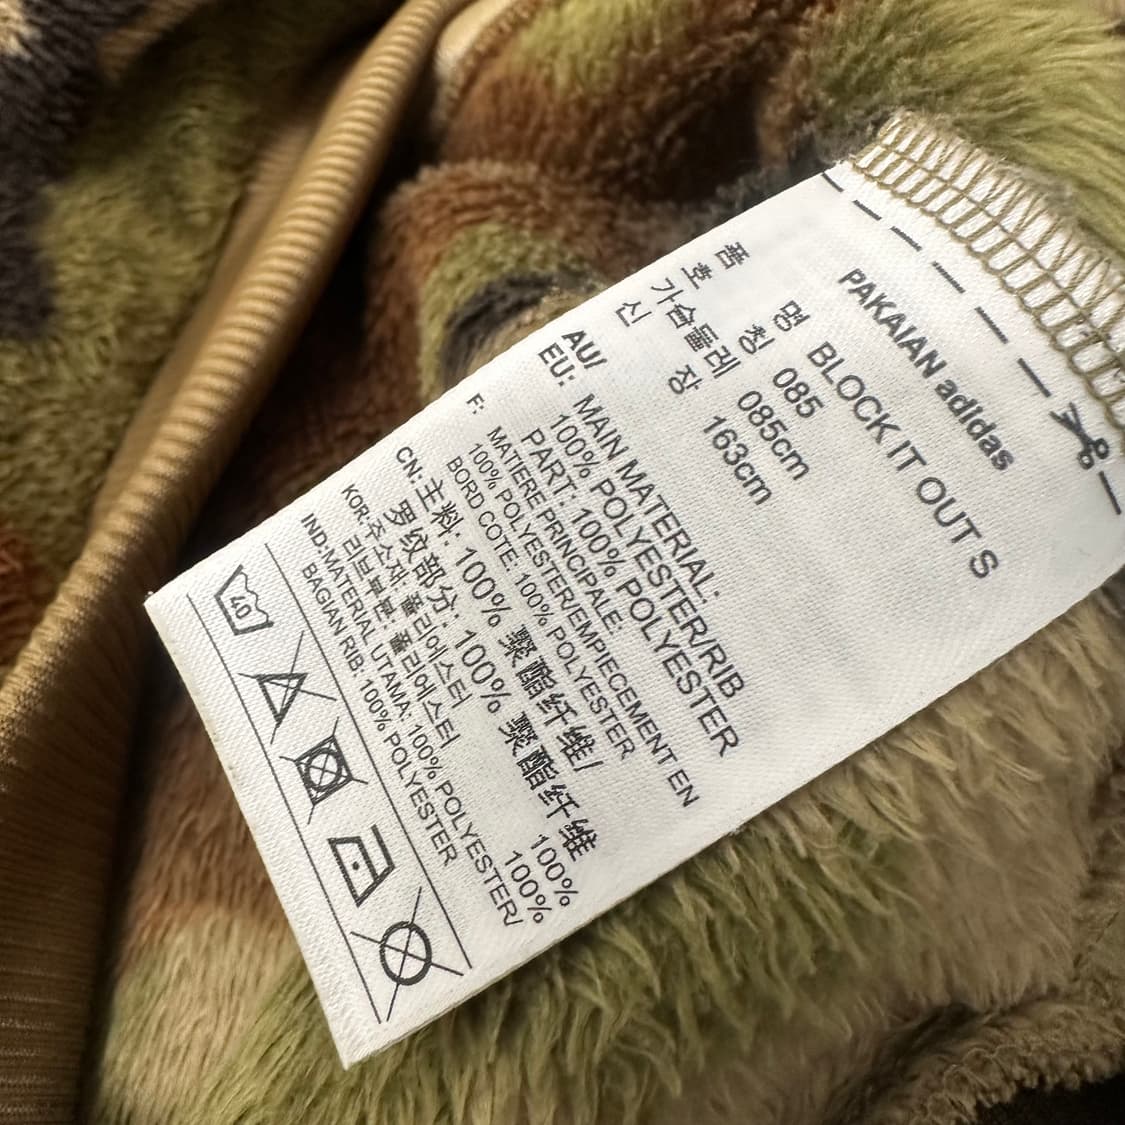 PAKAIAN adidas
품 명 BLOCK IT OUT S
호 칭 085
가슴둘레 085cm
신 장 163cm
AU/
EU: MAIN MATERIAL:
100% POLYESTER/RIB
PART: 100% POLYESTER
F: MATIERE PRINCIPALE:
100% POLYESTER/EMPIECEMENT EN
BORD COTE: 100% POLYESTER
CN: 主料: 100% 聚酯纤维/
罗纹部分: 100% 聚酯纤维
KOR:주소재: 폴리에스터 100%
리브부분: 폴리에스터 100%
IND:MATERIAL UTAMA: 100% POLYESTER/
BAGIAN RIB: 100% POLYESTER
40